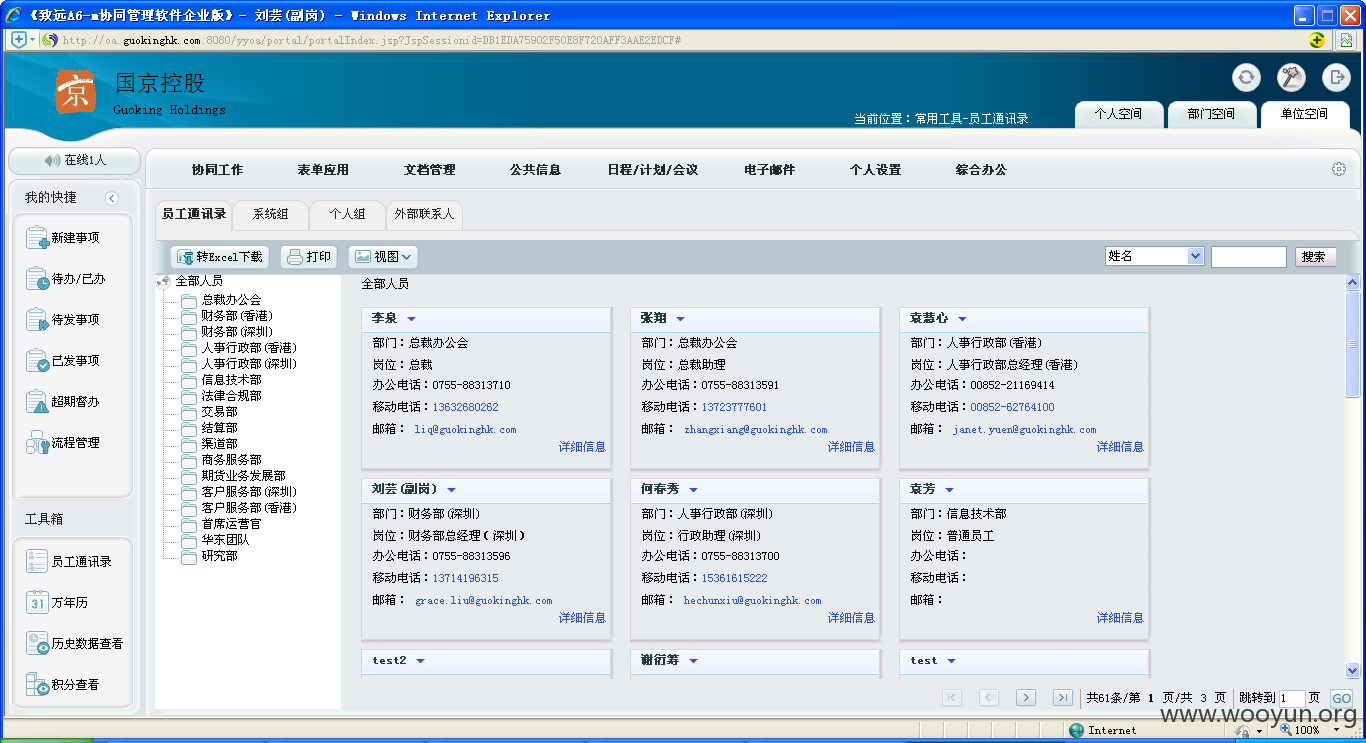 《致远A6-m协同管理软件企业版》- 刘芸(副岗) - Windows Internet Explorer
http://oa.guokinghk.com:8080/yyoa/portal/portalIndex.jsp?JspSessionid=DB1EDA75902F50E8F720AFF3AAE2EDCF#
国京控股
Guoking Holdings
当前位置：常用工具-员工通讯录
个人空间 部门空间 单位空间
在线1人
协同工作 表单应用 文档管理 公共信息 日程/计划/会议 电子邮件 个人设置 综合办公
我的快捷
新建事项
待办/已办
待发事项
已发事项
超期督办
流程管理
工具箱
员工通讯录
31 万年历
历史数据查看
积分查看
员工通讯录 系统组 个人组 外部联系人
转Excel下载 打印 视图 姓名 搜索
全部人员
总裁办公会
财务部(香港)
财务部(深圳)
人事行政部(香港)
人事行政部(深圳)
信息技术部
法律合规部
交易部
结算部
渠道部
商务服务部
期货业务发展部
客户服务部(深圳)
客户服务部(香港)
首席运营官
华东团队
研究部
全部人员
李泉
部门：总裁办公会
岗位：总裁
办公电话：0755-88313710
移动电话：13632680262
邮箱： liq@guokinghk.com
详细信息
张翔
部门：总裁办公会
岗位：总裁助理
办公电话：0755-88313591
移动电话：13723777601
邮箱： zhangxiang@guokinghk.com
详细信息
袁慧心
部门：人事行政部(香港)
岗位：人事行政部总经理(香港)
办公电话：00852-21169414
移动电话：00852-62764100
邮箱： janet.yuen@guokinghk.com
详细信息
刘芸(副岗)
部门：财务部(深圳)
岗位：财务部总经理(深圳)
办公电话：0755-88313596
移动电话：13714196315
邮箱： grace.liu@guokinghk.com
详细信息
何春秀
部门：人事行政部(深圳)
岗位：行政助理(深圳)
办公电话：0755-88313700
移动电话：15361615222
邮箱： hechunxiu@guokinghk.com
详细信息
袁芳
部门：信息技术部
岗位：普通员工
办公电话：
移动电话：
邮箱：
详细信息
test2
谢衍筹
test
共61条/第 1 页/共 3 页 跳转到 1 页 GO
www.wooyun.org
Internet 100%